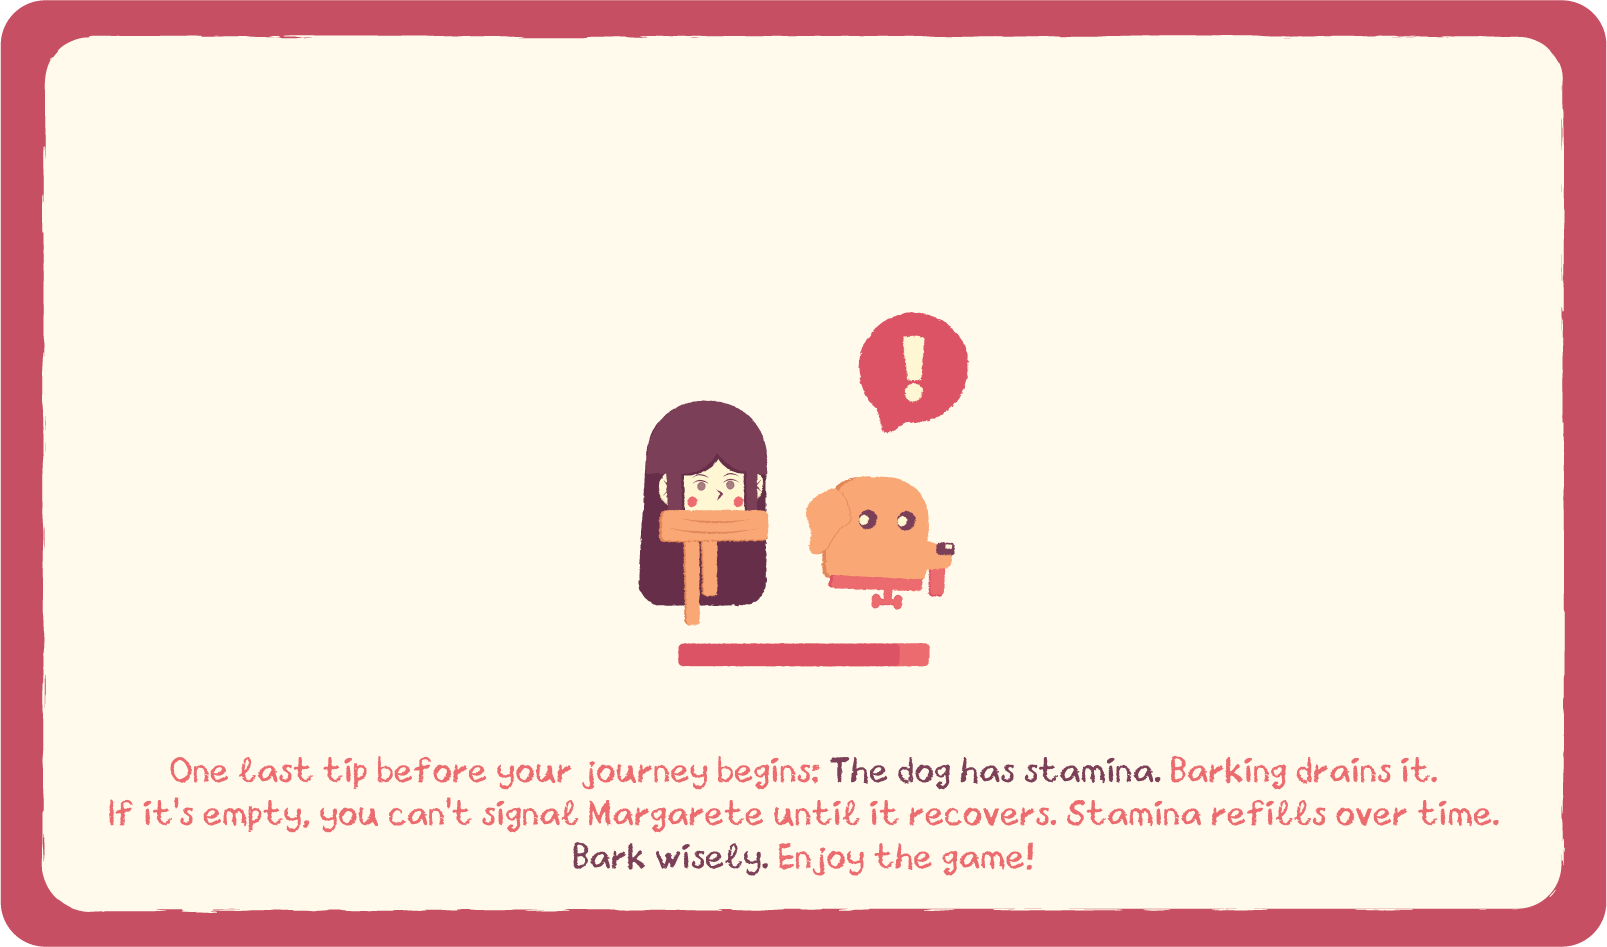 !
One last tip before your journey begins: The dog has stamina. Barking drains it.
If it's empty, you can't signal Margarete until it recovers. Stamina refills over time.
Bark wisely. Enjoy the game!